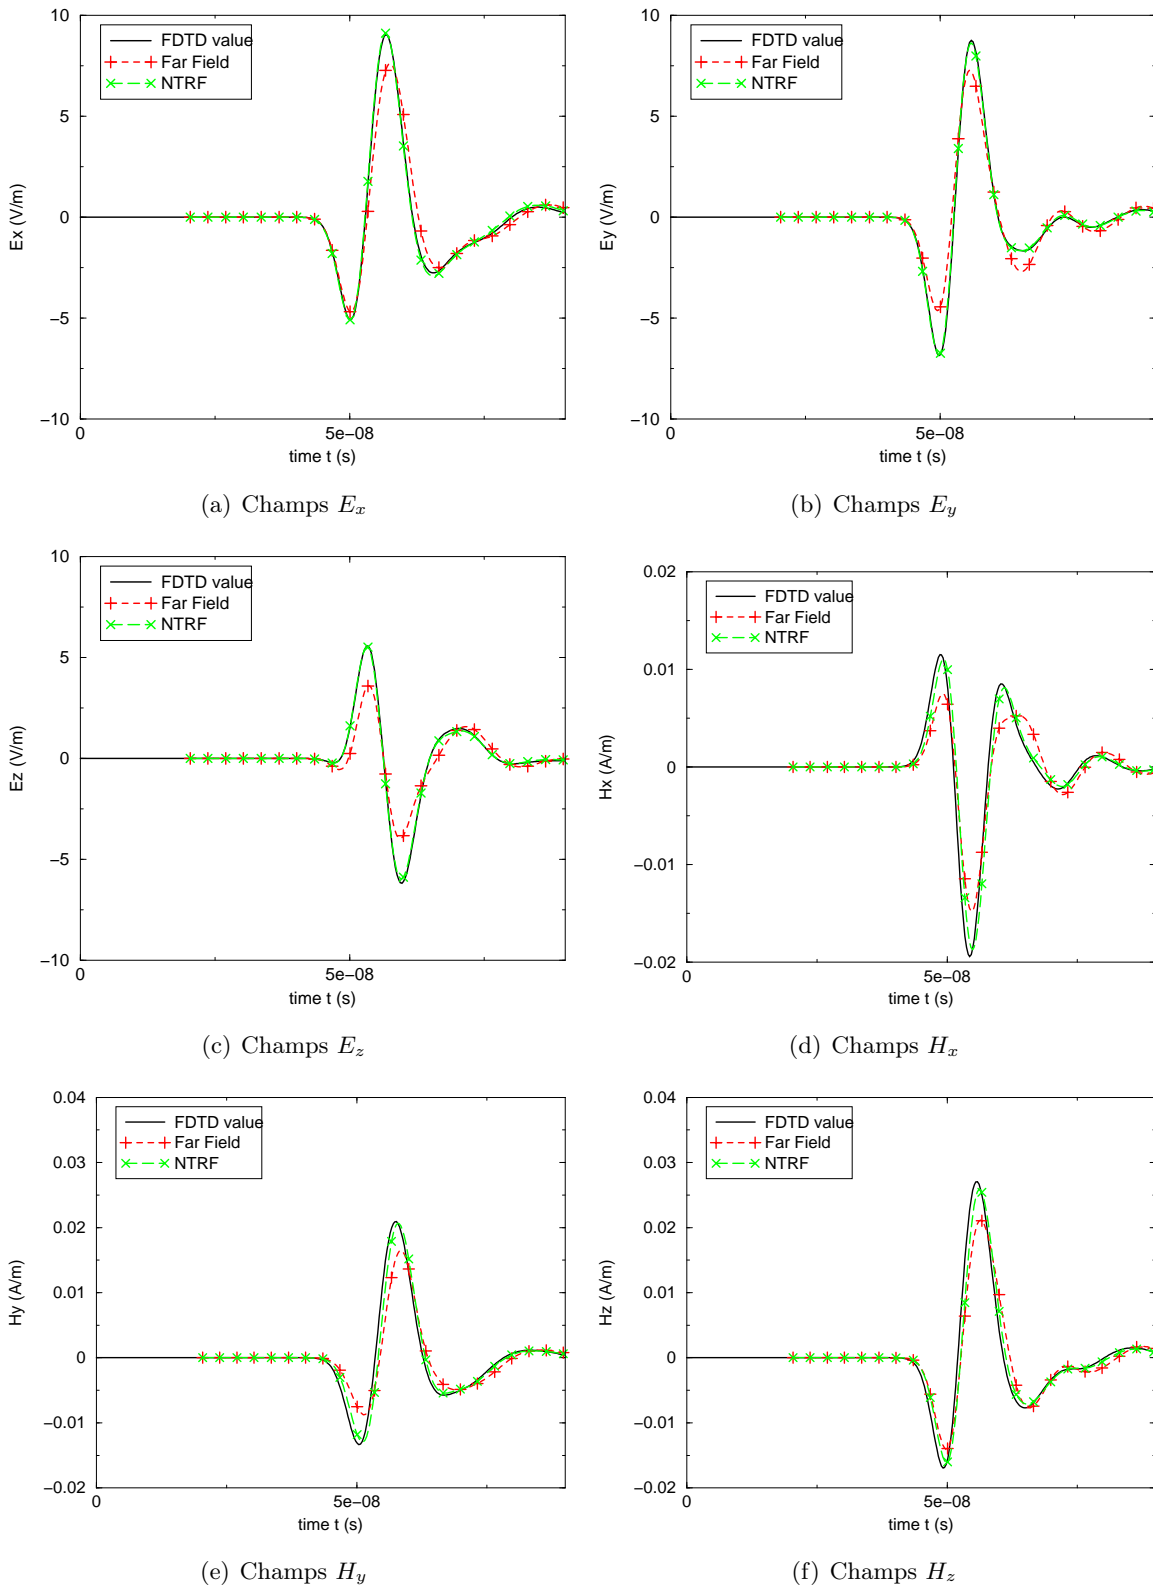 10
5
0
−5
−10
Ex (V/m)
FDTD value
Far Field
NTRF
0
5e−08
time t (s)
(a) Champs E_x
10
5
0
−5
−10
Ey (V/m)
FDTD value
Far Field
NTRF
0
5e−08
time t (s)
(b) Champs E_y
10
5
0
−5
−10
Ez (V/m)
FDTD value
Far Field
NTRF
0
5e−08
time t (s)
(c) Champs E_z
0.02
0.01
0
−0.01
−0.02
Hx (A/m)
FDTD value
Far Field
NTRF
0
5e−08
time t (s)
(d) Champs H_x
0.04
0.03
0.02
0.01
0
−0.01
−0.02
Hy (A/m)
FDTD value
Far Field
NTRF
0
5e−08
time t (s)
(e) Champs H_y
0.04
0.03
0.02
0.01
0
−0.01
−0.02
Hz (A/m)
FDTD value
Far Field
NTRF
0
5e−08
time t (s)
(f) Champs H_z